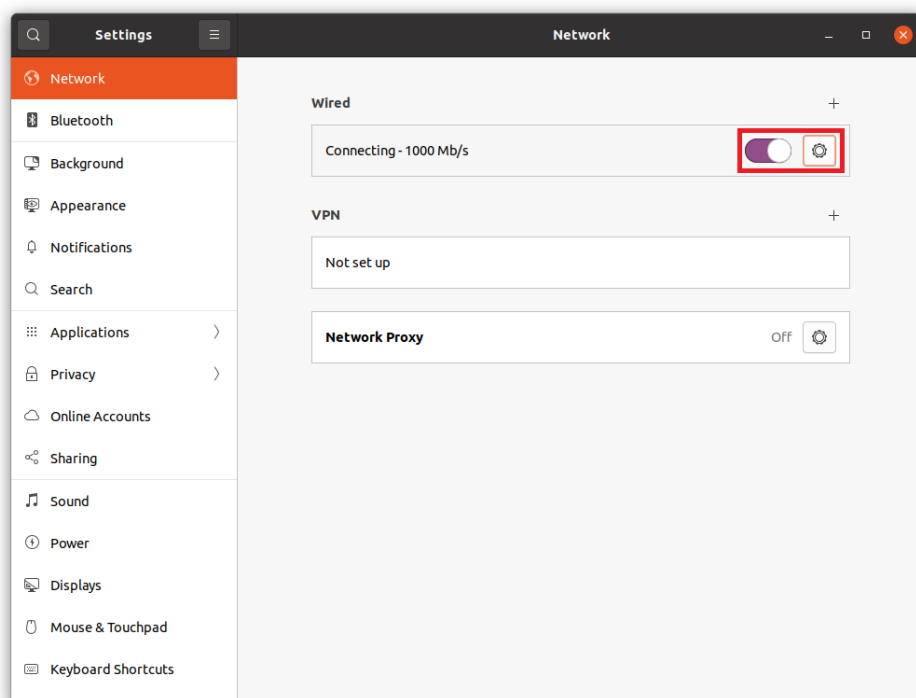 Settings
Network
Network
Bluetooth
Background
Appearance
Notifications
Search
Applications
Privacy
Online Accounts
Sharing
Sound
Power
Displays
Mouse & Touchpad
Keyboard Shortcuts
Wired
Connecting - 1000 Mb/s
VPN
Not set up
Network Proxy Off